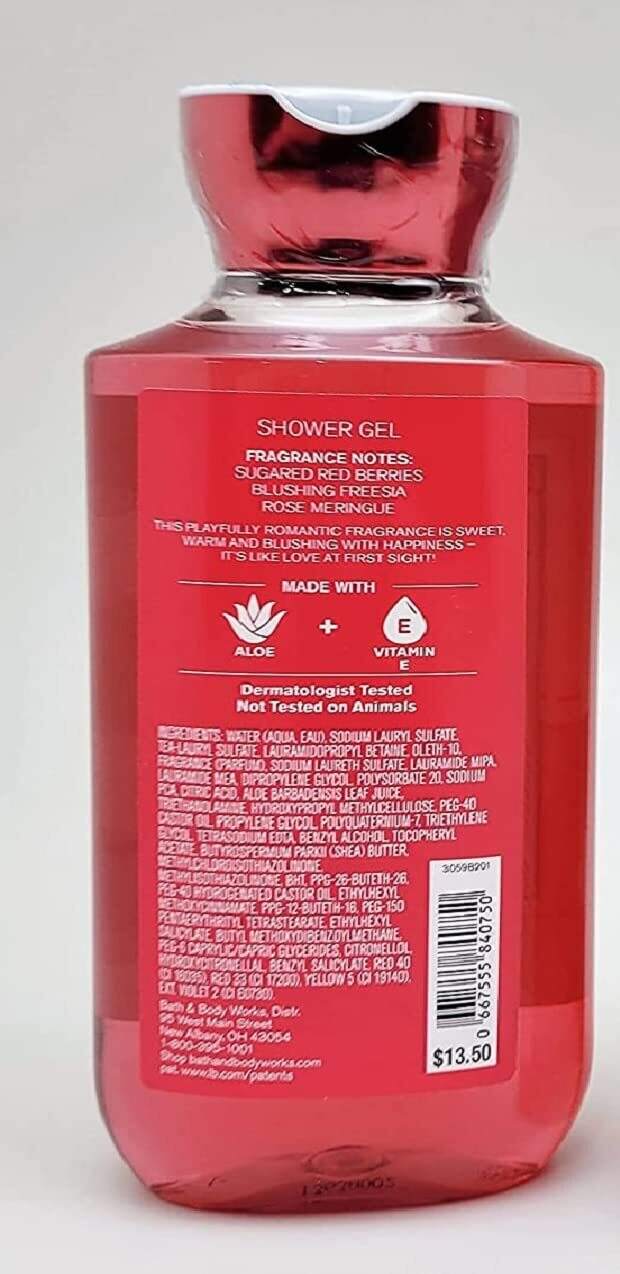 SHOWER GEL
FRAGRANCE NOTES:
SUGARED RED BERRIES
BLUSHING FREESIA
ROSE MERINGUE
THIS PLAYFULLY ROMANTIC FRAGRANCE IS SWEET,
WARM AND BLUSHING WITH HAPPINESS –
IT'S LIKE LOVE AT FIRST SIGHT!
MADE WITH
+
E
ALOE
VITAMIN
E
Dermatologist Tested
Not Tested on Animals
INGREDIENTS: WATER (AQUA, EAU), SODIUM LAURYL SULFATE,
TEA-LAURYL SULFATE, LAURAMIDOPROPYL BETAINE, OLETH-10,
FRAGRANCE (PARFUM), SODIUM LAURETH SULFATE, LAURAMIDE MIPA,
LAURAMIDE MEA, DIPROPYLENE GLYCOL, POLYSORBATE 20, SODIUM
PCA, CITRIC ACID, ALOE BARBADENSIS LEAF JUICE,
TRIETHANOLAMINE, HYDROXYPROPYL METHYLCELLULOSE, PEG-40
CASTOR OIL, PROPYLENE GLYCOL, POLYQUATERNIUM-7, TRIETHYLENE
GLYCOL, TETRASODIUM EDTA, BENZYL ALCOHOL, TOCOPHERYL
ACETATE, BUTYROSPERMUM PARKII (SHEA) BUTTER,
METHYLCHLOROISOTHIAZOLINONE,
METHYLISOTHIAZOLINONE, BHT, PPG-26-BUTETH-26,
PEG-40 HYDROGENATED CASTOR OIL, ETHYLHEXYL
METHOXYCINNAMATE, PPG-12-BUTETH-16, PEG-150
PENTAERYTHRITYL TETRASTEARATE, ETHYLHEXYL
SALICYLATE, BUTYL METHOXYDIBENZOYLMETHANE,
PEG-6 CAPRYLIC/CAPRIC GLYCERIDES, CITRONELLOL,
HYDROXYCITRONELLAL, BENZYL SALICYLATE, RED 40
(CI 16035), RED 33 (CI 17200), YELLOW 5 (CI 19140),
EXT. VIOLET 2 (CI 60730).
Bath & Body Works, Distr.
95 West Main Street
New Albany, OH 43054
1-800-395-1001
Shop bathandbodyworks.com
pat. www.lb.com/patents
3059B201
0 667555 840750
$13.50